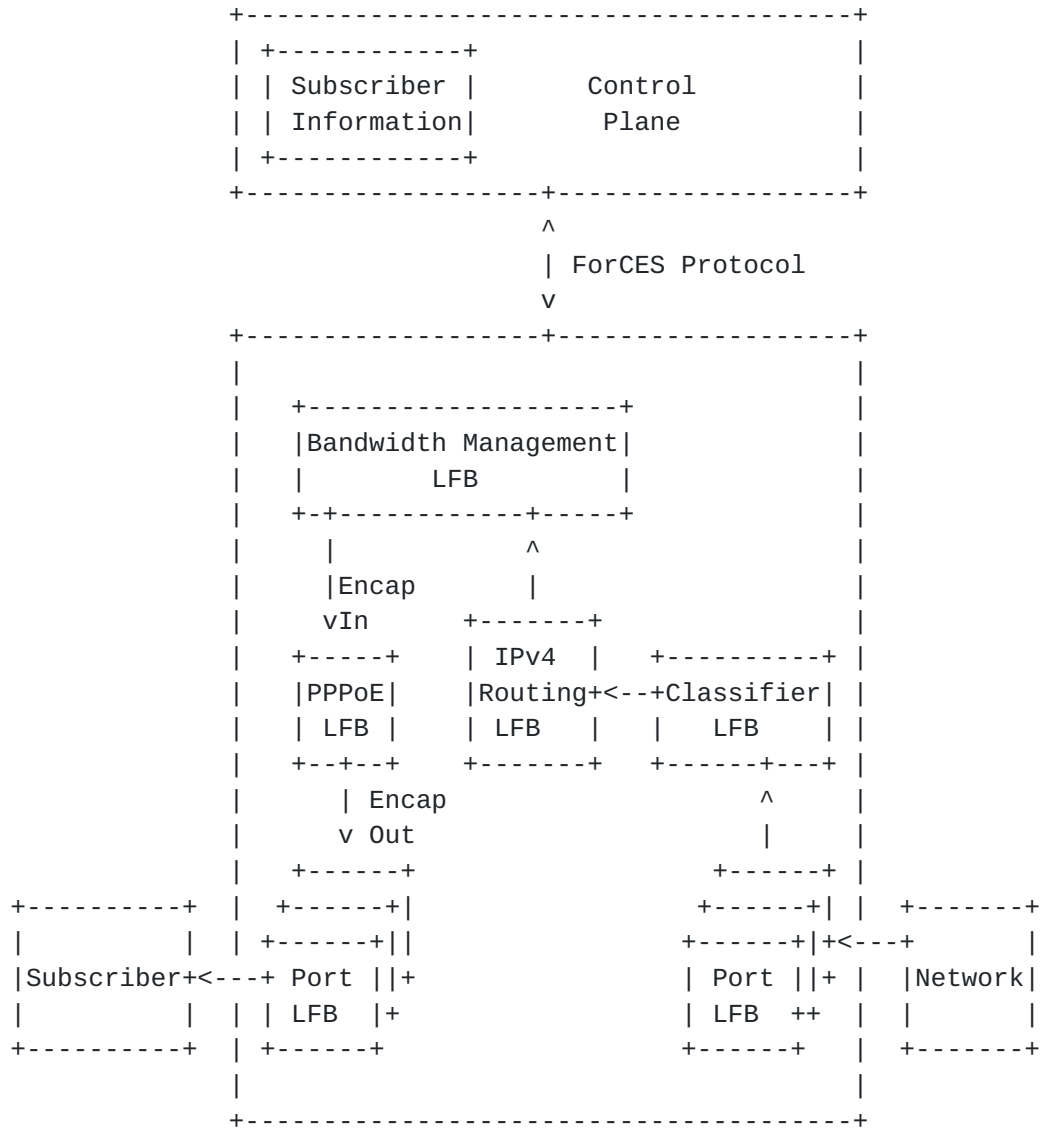 Subscriber Control
Information Plane
ForCES Protocol
Bandwidth Management
LFB
Encap
In
IPv4
PPPoE Routing Classifier
LFB LFB LFB
Encap
Out
Subscriber Port Port Network
LFB LFB